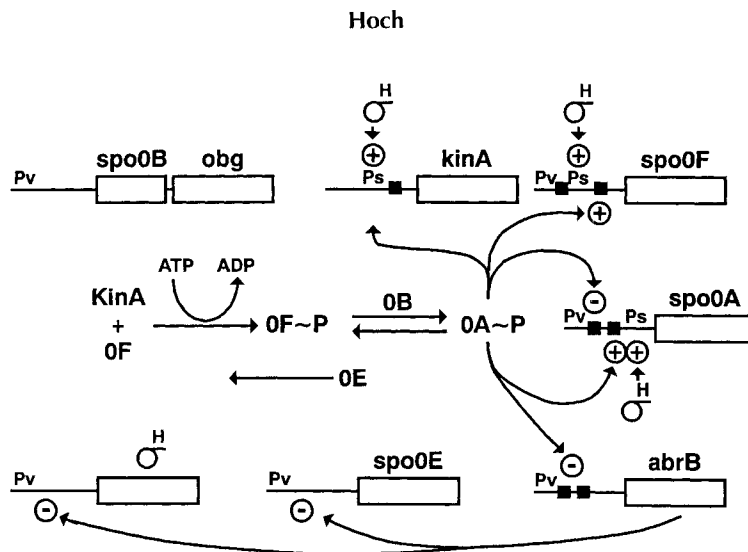 Hoch
H H
spo0B obg kinA spo0F
Pv Ps Pv Ps
ATP ADP
KinA
+
0F
0F~P
0B
0A~P
spo0A
Pv Ps
0E
H
H
spo0E abrB
Pv Pv Pv